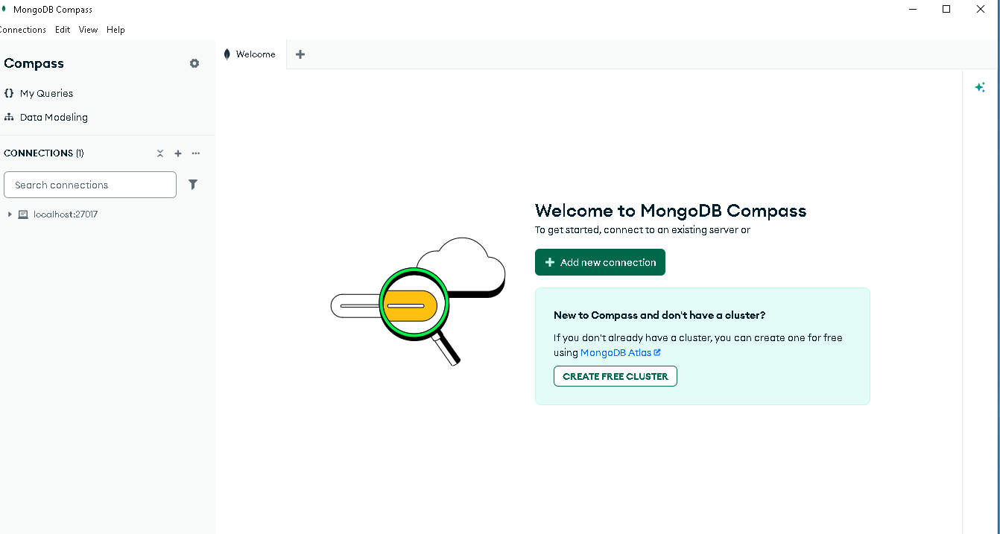 MongoDB Compass
Connections Edit View Help
Compass
My Queries
Data Modeling
CONNECTIONS (1)
Search connections
localhost:27017
Welcome
Welcome to MongoDB Compass
To get started, connect to an existing server or
Add new connection
New to Compass and don't have a cluster?
If you don't already have a cluster, you can create one for free
using MongoDB Atlas
CREATE FREE CLUSTER